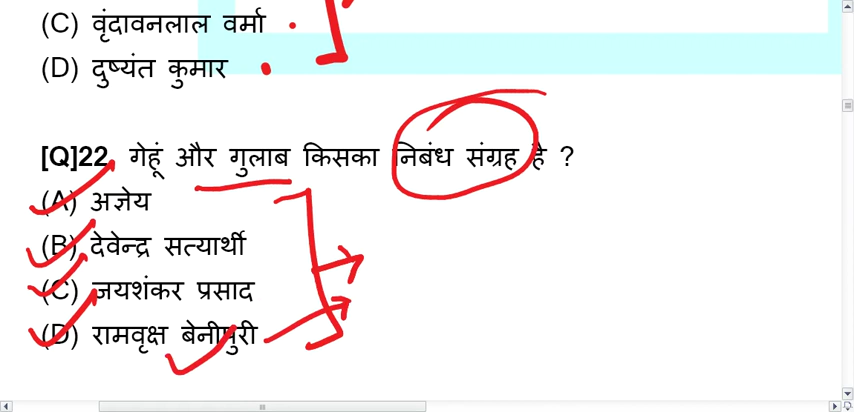 (C) वृंदावनलाल वर्मा
(D) दुष्यंत कुमार
[Q]22. गेहूं और गुलाब किसका निबंध संग्रह है ?
(A) अज्ञेय
(B) देवेन्द्र सत्यार्थी
(C) जयशंकर प्रसाद
(D) रामवृक्ष बेनीपुरी